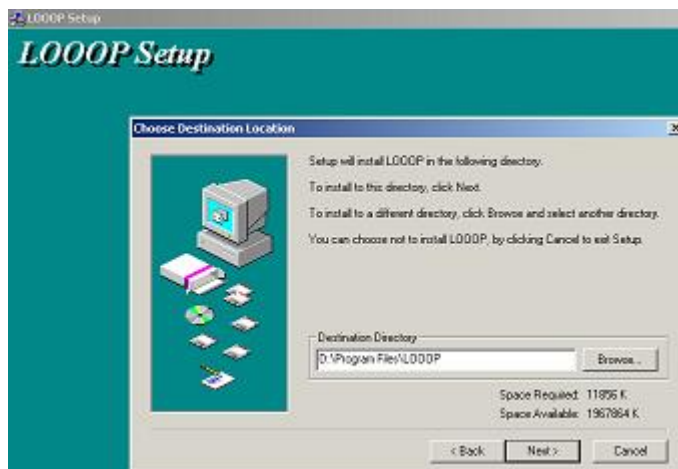 LOOOP Setup
LOOOP Setup
Choose Destination Location
Setup will install LOOOP in the following directory.
To install to this directory, click Next.
To install to a different directory, click Browse and select another directory.
You can choose not to install LOOOP, by clicking Cancel to exit Setup.
Destination Directory
D:\Program Files\LOOOP
Browse...
Space Required: 11856 K
Space Available: 1967864 K
< Back
Next >
Cancel